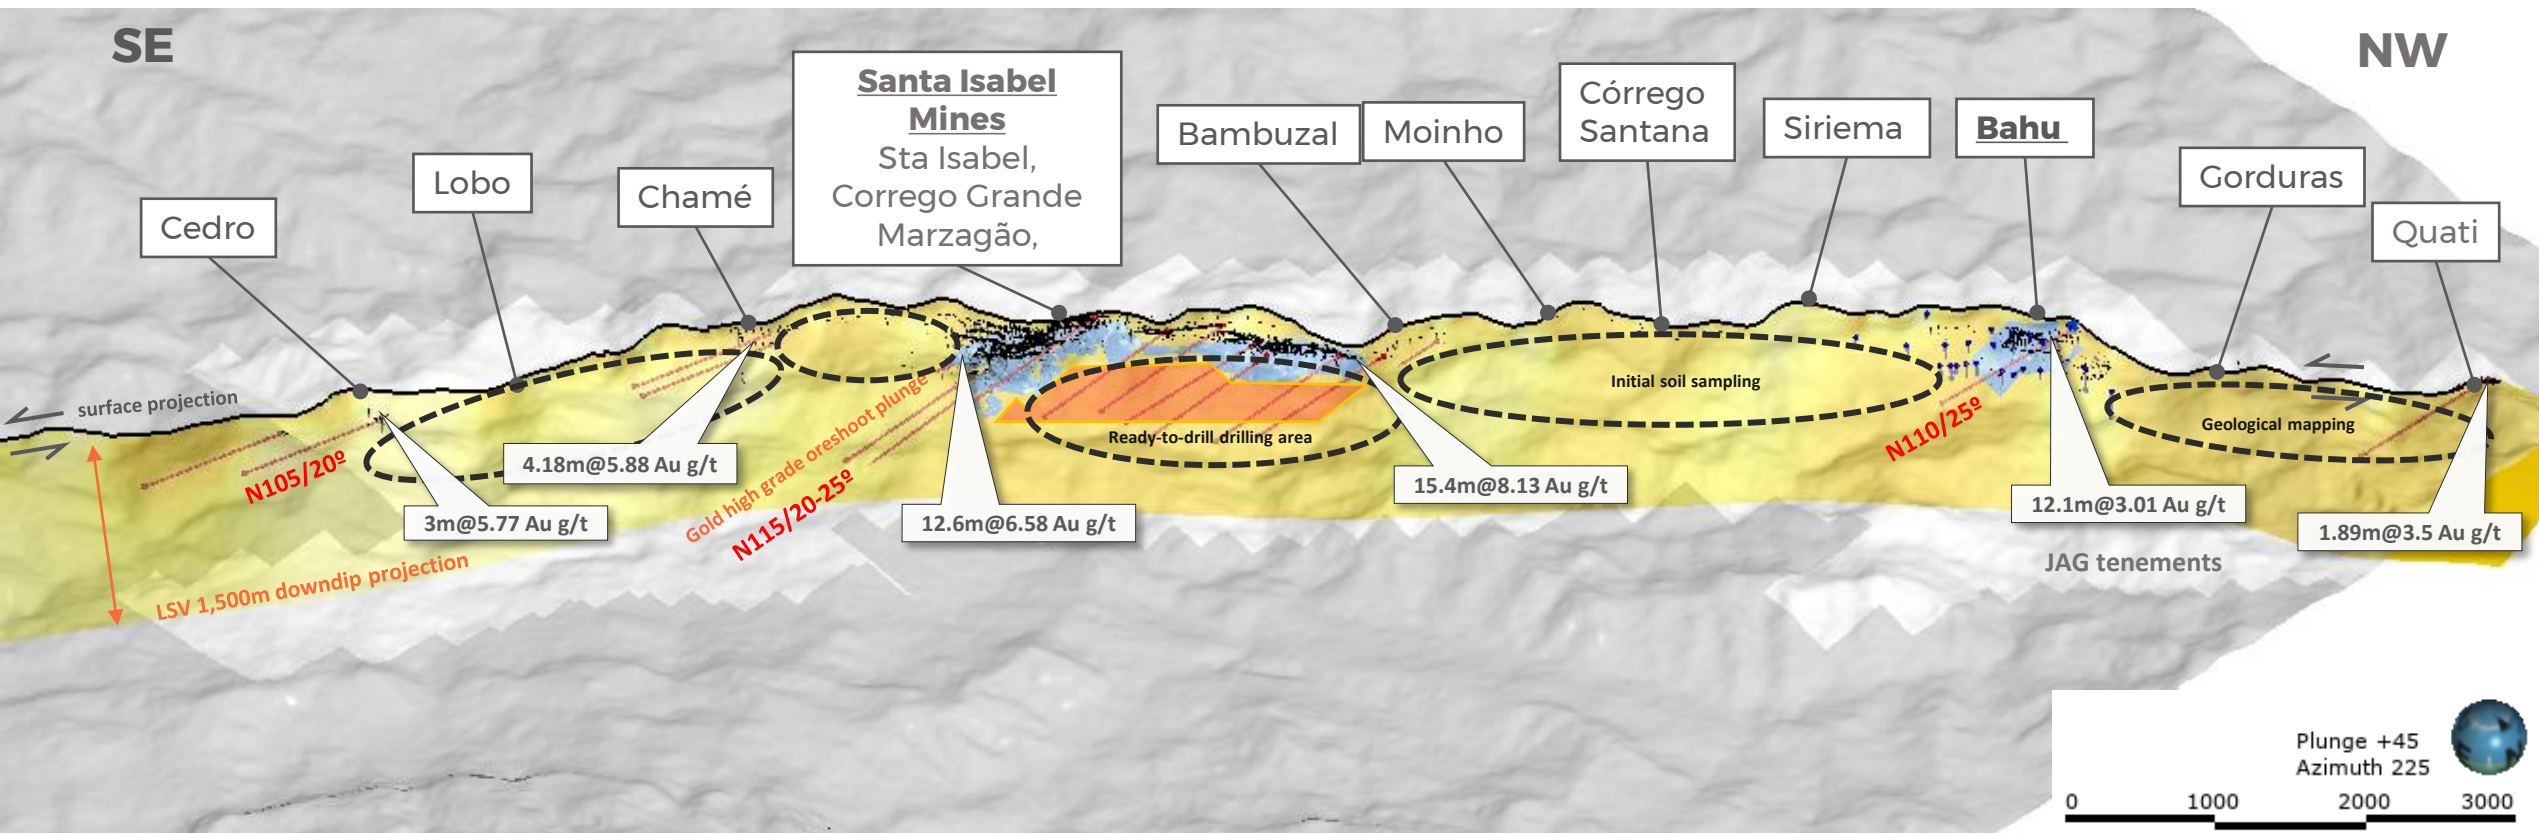 SE
NW
Santa Isabel
Mines
Sta Isabel,
Corrego Grande
Marzagão,
Cedro
Lobo
Chamé
Bambuzal
Moinho
Córrego
Santana
Siriema
Bahu
Gorduras
Quati
surface projection
LSV 1,500m downdip projection
N105/20º
Gold high grade oreshoot plunge
N115/20-25º
N110/25º
Ready-to-drill drilling area
Initial soil sampling
Geological mapping
3m@5.77 Au g/t
4.18m@5.88 Au g/t
12.6m@6.58 Au g/t
15.4m@8.13 Au g/t
12.1m@3.01 Au g/t
1.89m@3.5 Au g/t
JAG tenements
Plunge +45
Azimuth 225
0 1000 2000 3000